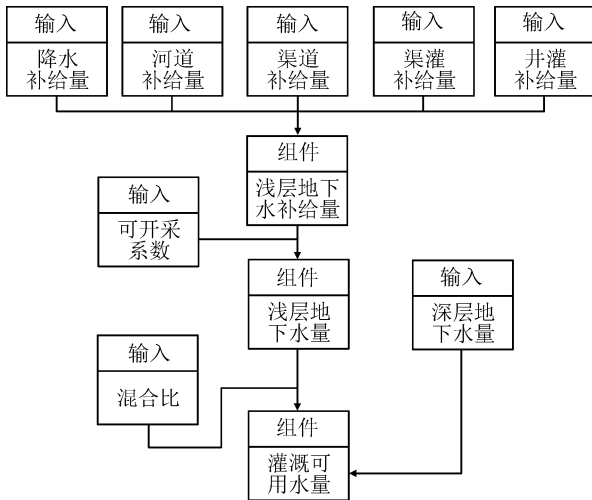 输入
降水
补给量
输入
河道
补给量
输入
渠道
补给量
输入
渠灌
补给量
输入
井灌
补给量
组件
浅层地下
水补给量
输入
可开采
系数
组件
浅层地
下水量
输入
深层地
下水量
输入
混合比
组件
灌溉可
用水量